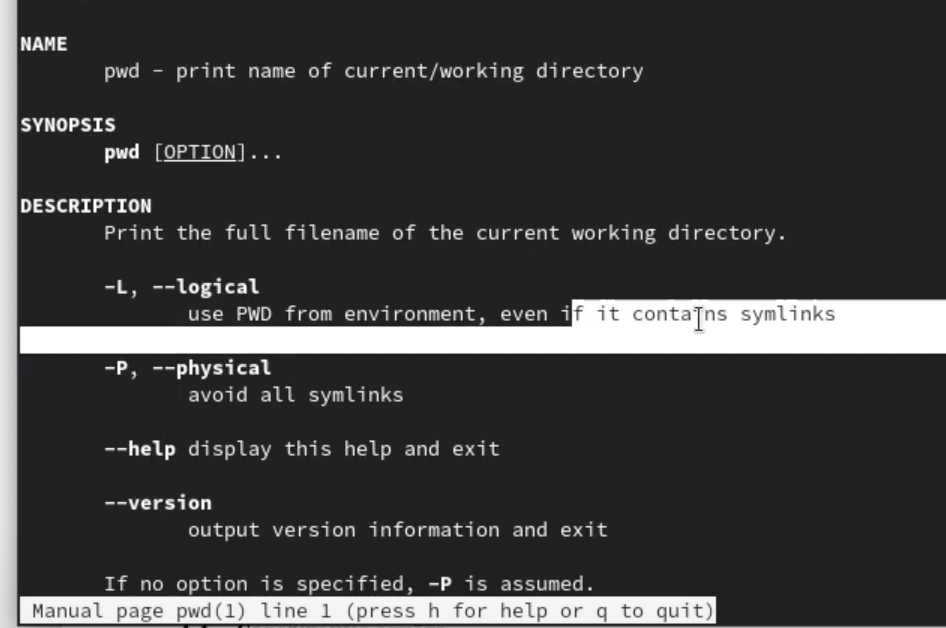 NAME
pwd - print name of current/working directory
SYNOPSIS
pwd [OPTION]...
DESCRIPTION
Print the full filename of the current working directory.
-L, --logical
use PWD from environment, even if it contains symlinks
-P, --physical
avoid all symlinks
--help display this help and exit
--version
output version information and exit
If no option is specified, -P is assumed.
Manual page pwd(1) line 1 (press h for help or q to quit)